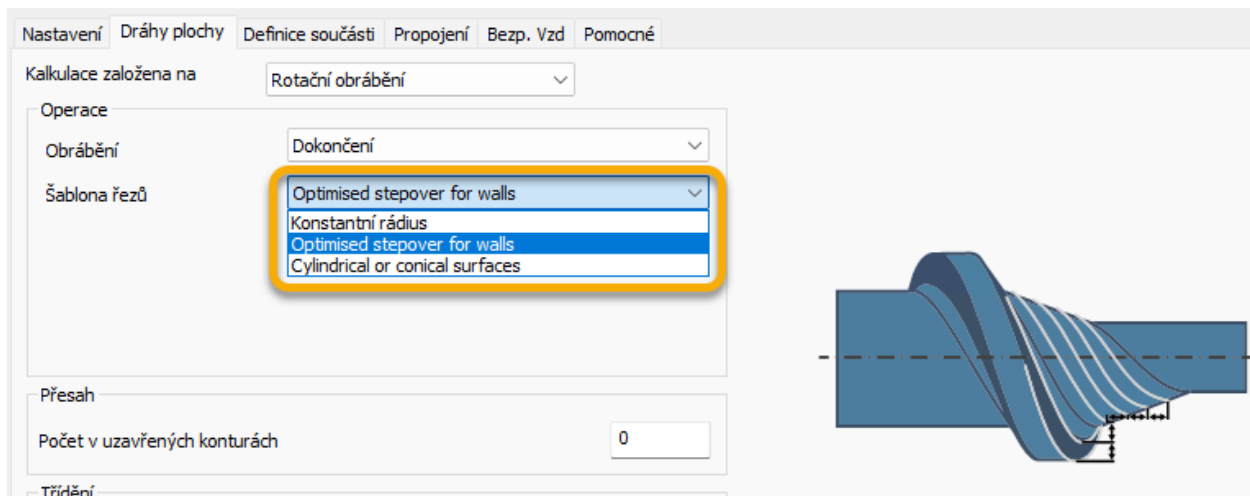 Nastavení Dráhy plochy Definice součásti Propojení Bezp. Vzd Pomocné
Kalkulace založena na Rotační obrábění
Operace
Obrábění Dokončení
Šablona řezů Optimised stepover for walls
Konstantní rádius
Optimised stepover for walls
Cylindrical or conical surfaces
Přesah
Počet v uzavřených konturách 0
Třídění